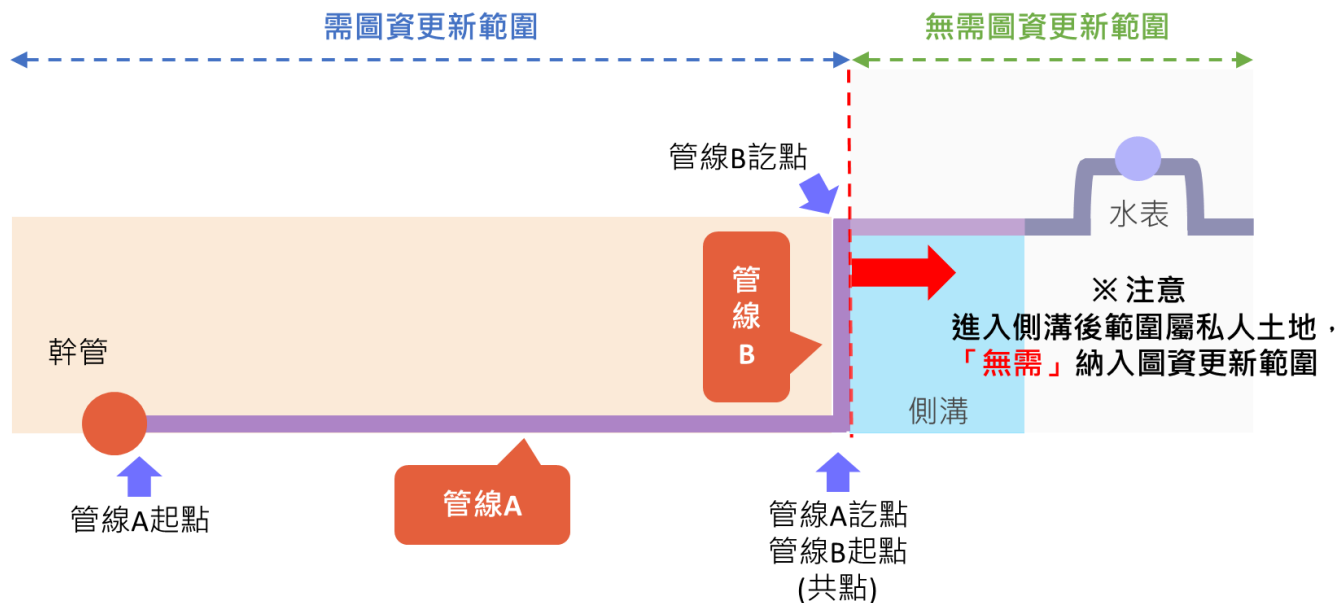 需圖資更新範圍
無需圖資更新範圍
管線B訖點
水表
管
線
B
※ 注意
進入側溝後範圍屬私人土地，
「無需」納入圖資更新範圍
幹管
側溝
管線A
管線A起點
管線A訖點
管線B起點
(共點)